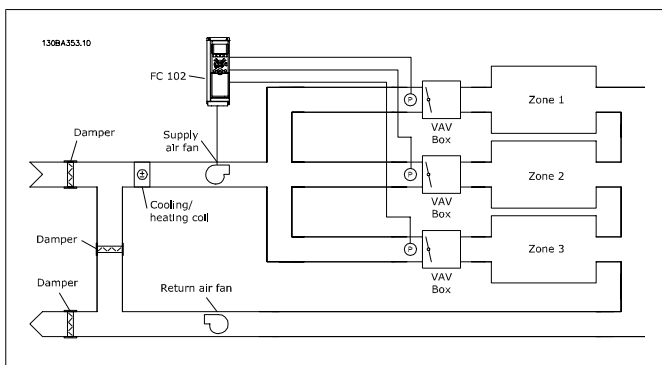 130BA353.10
FC 102
Damper
Supply
air fan
Cooling/
heating coil
Damper
Damper
Return air fan
P
VAV
Box
Zone 1
P
VAV
Box
Zone 2
P
VAV
Box
Zone 3